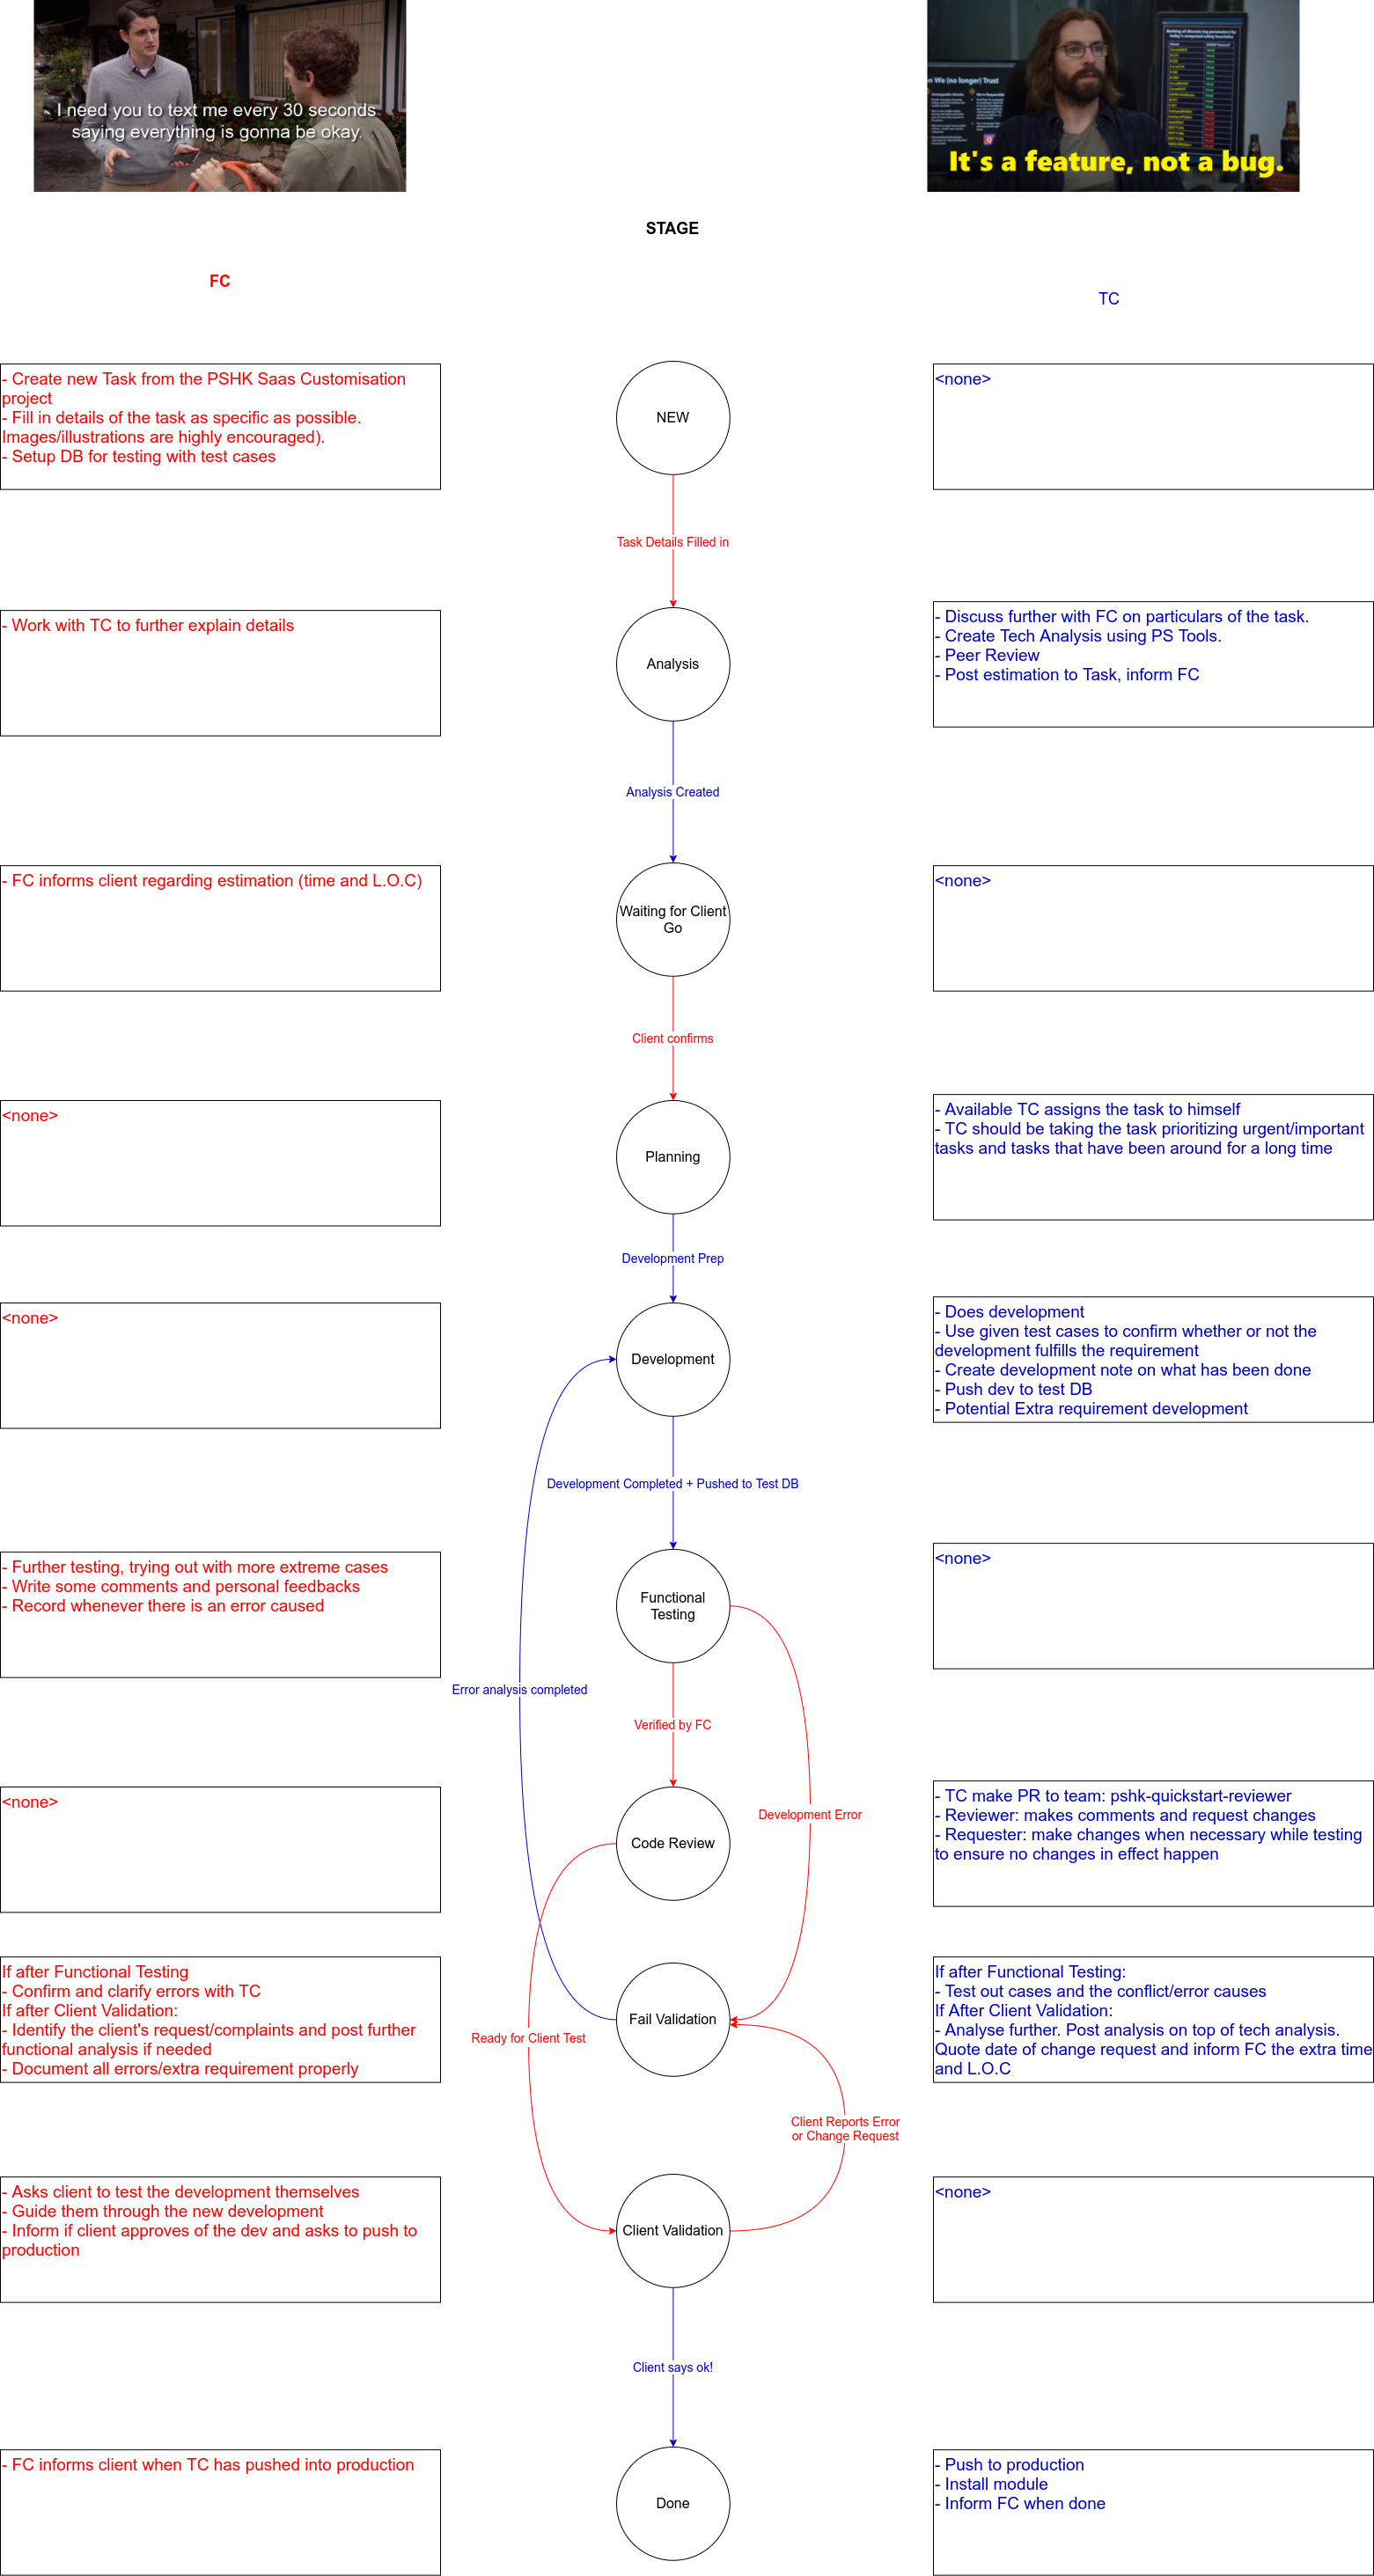 I need you to text me every 30 seconds
saying everything is gonna be okay.
It's a feature, not a bug.
STAGE
FC
TC
- Create new Task from the PSHK Saas Customisation
project
- Fill in details of the task as specific as possible.
Images/illustrations are highly encouraged).
- Setup DB for testing with test cases
NEW
<none>
Task Details Filled in
- Work with TC to further explain details
Analysis
- Discuss further with FC on particulars of the task.
- Create Tech Analysis using PS Tools.
- Peer Review
- Post estimation to Task, inform FC
Analysis Created
- FC informs client regarding estimation (time and L.O.C)
Waiting for Client
Go
<none>
Client confirms
<none>
Planning
- Available TC assigns the task to himself
- TC should be taking the task prioritizing urgent/important
tasks and tasks that have been around for a long time
Development Prep
<none>
Development
- Does development
- Use given test cases to confirm whether or not the
development fulfills the requirement
- Create development note on what has been done
- Push dev to test DB
- Potential Extra requirement development
Development Completed + Pushed to Test DB
- Further testing, trying out with more extreme cases
- Write some comments and personal feedbacks
- Record whenever there is an error caused
Functional
Testing
<none>
Error analysis completed
Verified by FC
Development Error
<none>
Code Review
- TC make PR to team: pshk-quickstart-reviewer
- Reviewer: makes comments and request changes
- Requester: make changes when necessary while testing
to ensure no changes in effect happen
If after Functional Testing
- Confirm and clarify errors with TC
If after Client Validation:
- Identify the client's request/complaints and post further
functional analysis if needed
- Document all errors/extra requirement properly
Fail Validation
If after Functional Testing:
- Test out cases and the conflict/error causes
If After Client Validation:
- Analyse further. Post analysis on top of tech analysis.
Quote date of change request and inform FC the extra time
and L.O.C
Ready for Client Test
Client Reports Error
or Change Request
- Asks client to test the development themselves
- Guide them through the new development
- Inform if client approves of the dev and asks to push to
production
Client Validation
<none>
Client says ok!
- FC informs client when TC has pushed into production
Done
- Push to production
- Install module
- Inform FC when done